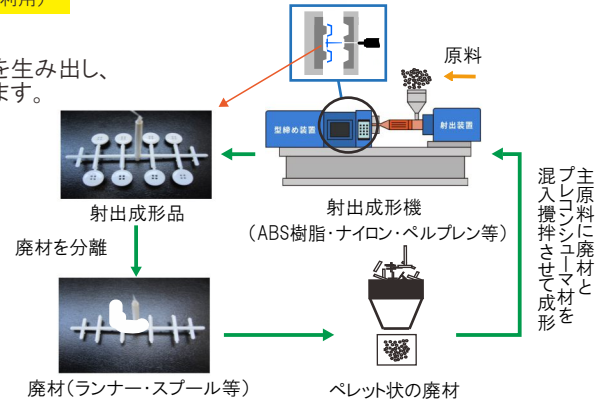 利用）
を生み出し、
ます。
原料
型締め装置
射出装置
射出成形品
射出成形機
（ABS樹脂・ナイロン・ペルプレン等）
廃材を分離
主原料に廃材と
プレコンシューマ材を
混入攪拌させて成形
廃材（ランナー・スプール等）
ペレット状の廃材